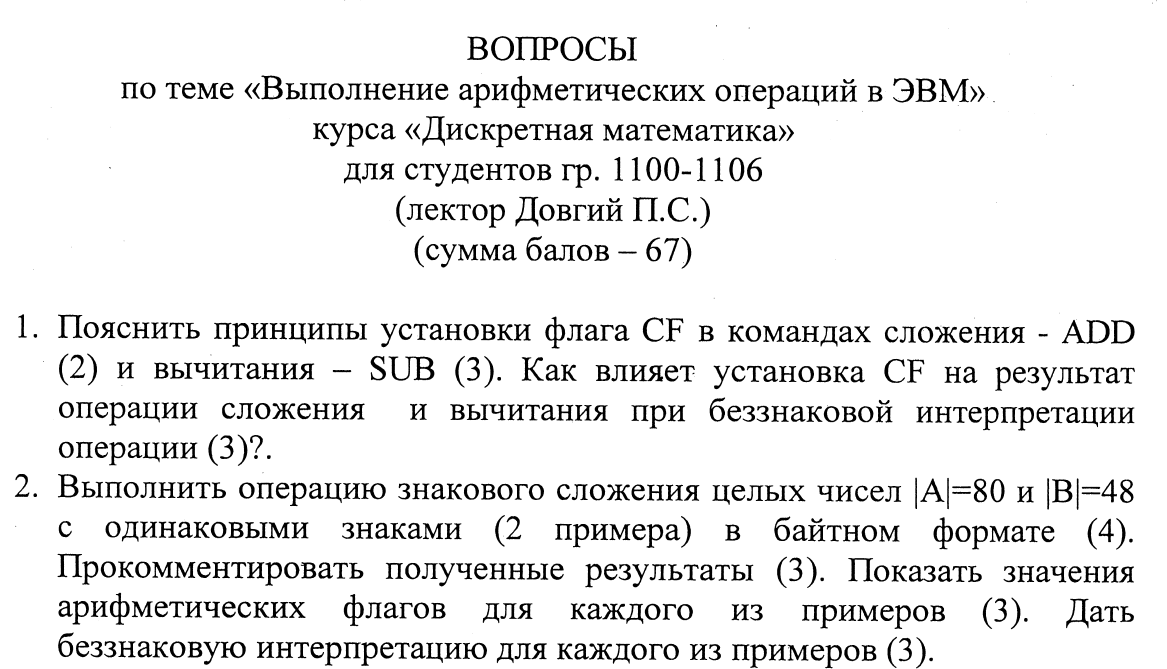 ВОПРОСЫ
по теме «Выполнение арифметических операций в ЭВМ»
курса «Дискретная математика»
для студентов гр. 1100-1106
(лектор Довгий П.С.)
(сумма балов – 67)
1. Пояснить принципы установки флага CF в командах сложения - ADD
(2) и вычитания – SUB (3). Как влияет установка CF на результат
операции сложения и вычитания при беззнаковой интерпретации
операции (3)?.
2. Выполнить операцию знакового сложения целых чисел |A|=80 и |B|=48
с одинаковыми знаками (2 примера) в байтном формате (4).
Прокомментировать полученные результаты (3). Показать значения
арифметических флагов для каждого из примеров (3). Дать
беззнаковую интерпретацию для каждого из примеров (3).